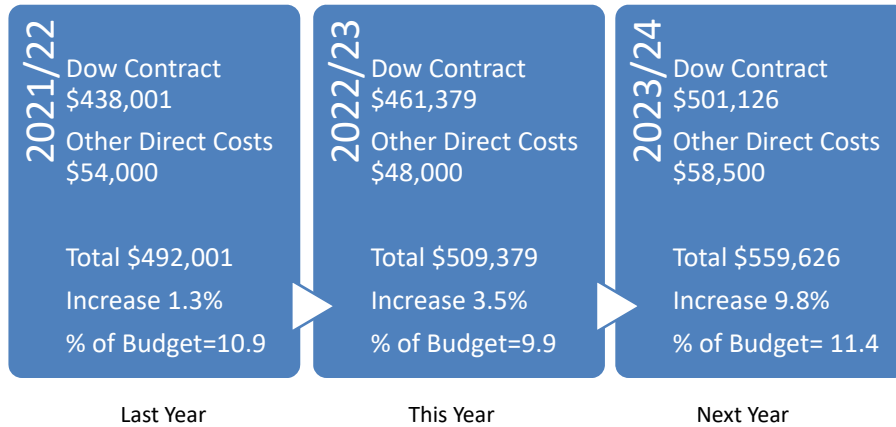 2021/22
Dow Contract
$438,001
Other Direct Costs
$54,000
Total $492,001
Increase 1.3%
% of Budget=10.9
2022/23
Dow Contract
$461,379
Other Direct Costs
$48,000
Total $509,379
Increase 3.5%
% of Budget=9.9
2023/24
Dow Contract
$501,126
Other Direct Costs
$58,500
Total $559,626
Increase 9.8%
% of Budget= 11.4
Last Year
This Year
Next Year